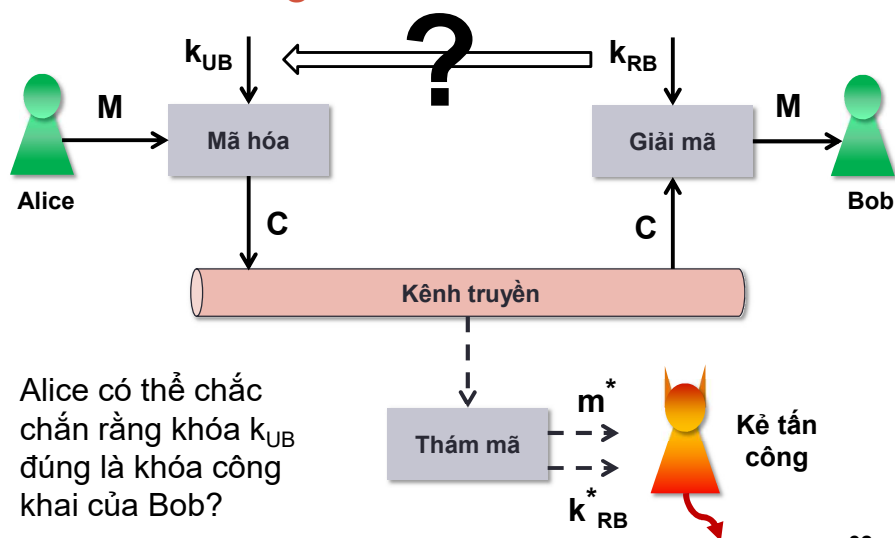 k_UB
?
k_RB
M
Mã hóa
Giải mã
M
Alice
Bob
C
C
Kênh truyền
Alice có thể chắc
chắn rằng khóa k_UB
đúng là khóa công
khai của Bob?
Thám mã
m*
k*_RB
Kẻ tấn
công